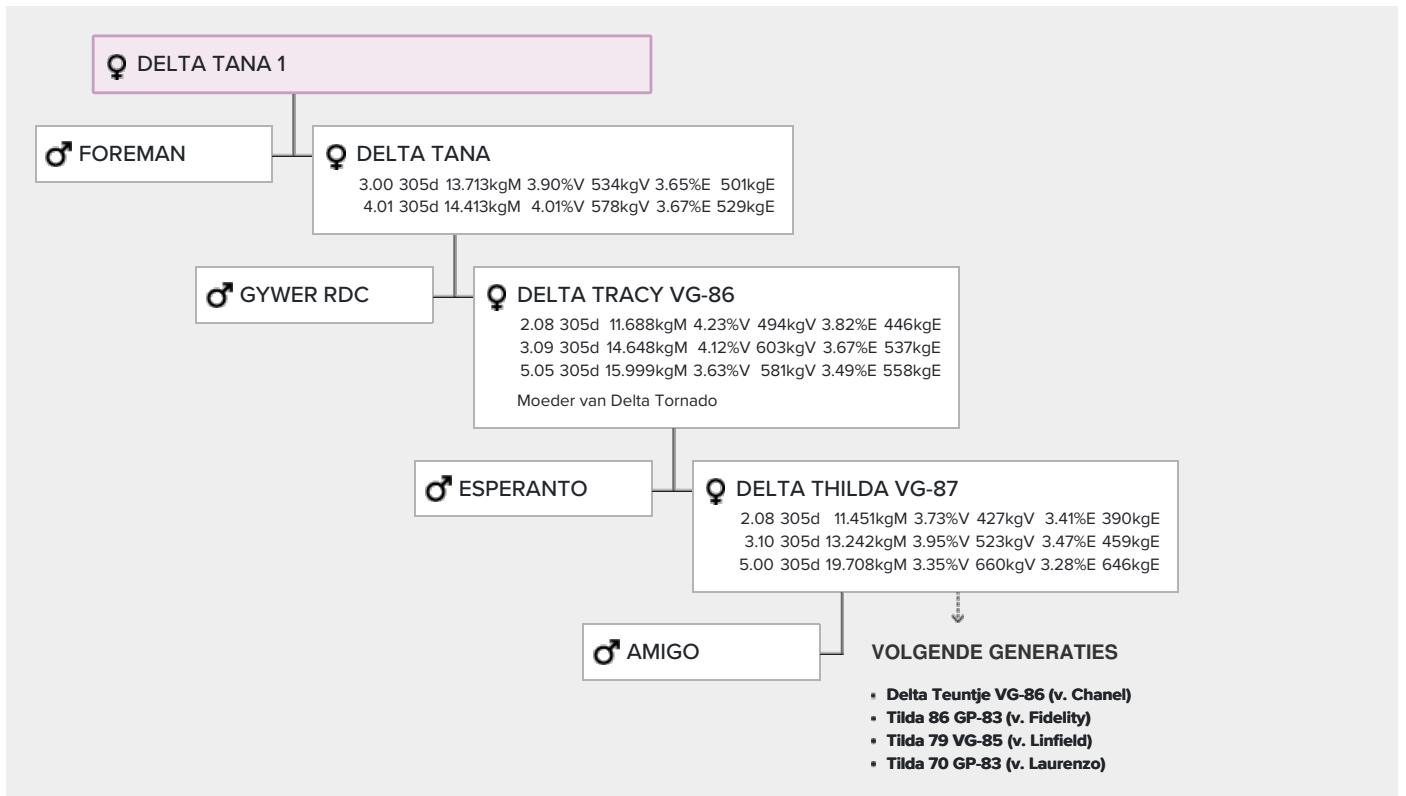 DELTA TANA 1
FOREMAN
DELTA TANA
3.00 305d 13.713kgM 3.90%V 534kgV 3.65%E 501kgE
4.01 305d 14.413kgM 4.01%V 578kgV 3.67%E 529kgE
GYWER RDC
DELTA TRACY VG-86
2.08 305d 11.688kgM 4.23%V 494kgV 3.82%E 446kgE
3.09 305d 14.648kgM 4.12%V 603kgV 3.67%E 537kgE
5.05 305d 15.999kgM 3.63%V 581kgV 3.49%E 558kgE
Moeder van Delta Tornado
ESPERANTO
DELTA THILDA VG-87
2.08 305d 11.451kgM 3.73%V 427kgV 3.41%E 390kgE
3.10 305d 13.242kgM 3.95%V 523kgV 3.47%E 459kgE
5.00 305d 19.708kgM 3.35%V 660kgV 3.28%E 646kgE
AMIGO
VOLGENDE GENERATIES
• Delta Teuntje VG-86 (v. Chanel)
• Tilda 86 GP-83 (v. Fidelity)
• Tilda 79 VG-85 (v. Linfield)
• Tilda 70 GP-83 (v. Laurenzo)